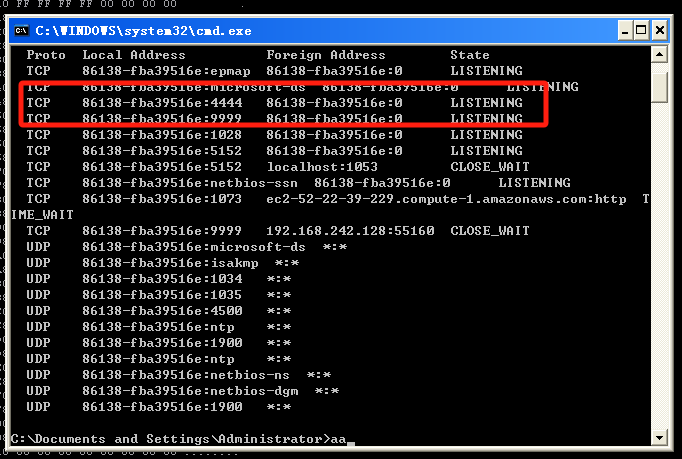 10 FF FF FF FF 00 00 00 00
C:\WINDOWS\system32\cmd.exe
Proto  Local Address          Foreign Address        State
TCP    86138-fba39516e:epmap  86138-fba39516e:0      LISTENING
TCP    86138-fba39516e:microsoft-ds  86138-fba39516e:0      LISTENING
TCP    86138-fba39516e:4444   86138-fba39516e:0      LISTENING
TCP    86138-fba39516e:9999   86138-fba39516e:0      LISTENING
TCP    86138-fba39516e:1028   86138-fba39516e:0      LISTENING
TCP    86138-fba39516e:5152   86138-fba39516e:0      LISTENING
TCP    86138-fba39516e:5152   localhost:1053         CLOSE_WAIT
TCP    86138-fba39516e:netbios-ssn  86138-fba39516e:0      LISTENING
TCP    86138-fba39516e:1073   ec2-52-22-39-229.compute-1.amazonaws.com:http  T
IME_WAIT
TCP    86138-fba39516e:9999   192.168.242.128:55160  CLOSE_WAIT
UDP    86138-fba39516e:microsoft-ds  *:*
UDP    86138-fba39516e:isakmp  *:*
UDP    86138-fba39516e:1034   *:*
UDP    86138-fba39516e:1035   *:*
UDP    86138-fba39516e:4500   *:*
UDP    86138-fba39516e:ntp    *:*
UDP    86138-fba39516e:1900   *:*
UDP    86138-fba39516e:ntp    *:*
UDP    86138-fba39516e:netbios-ns  *:*
UDP    86138-fba39516e:netbios-dgm  *:*
UDP    86138-fba39516e:1900   *:*
C:\Documents and Settings\Administrator>aa_